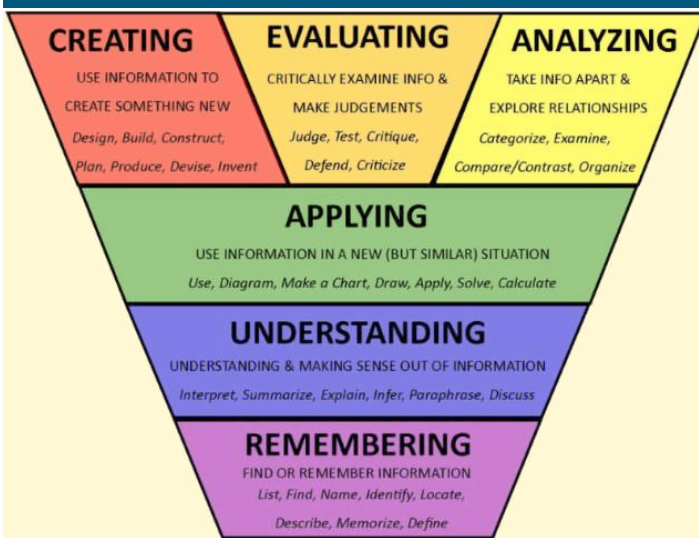 CREATING
USE INFORMATION TO
CREATE SOMETHING NEW
Design, Build, Construct,
Plan, Produce, Devise, Invent
EVALUATING
CRITICALLY EXAMINE INFO &
MAKE JUDGEMENTS
Judge, Test, Critique,
Defend, Criticize
ANALYZING
TAKE INFO APART &
EXPLORE RELATIONSHIPS
Categorize, Examine,
Compare/Contrast, Organize
APPLYING
USE INFORMATION IN A NEW (BUT SIMILAR) SITUATION
Use, Diagram, Make a Chart, Draw, Apply, Solve, Calculate
UNDERSTANDING
UNDERSTANDING & MAKING SENSE OUT OF INFORMATION
Interpret, Summarize, Explain, Infer, Paraphrase, Discuss
REMEMBERING
FIND OR REMEMBER INFORMATION
List, Find, Name, Identify, Locate,
Describe, Memorize, Define